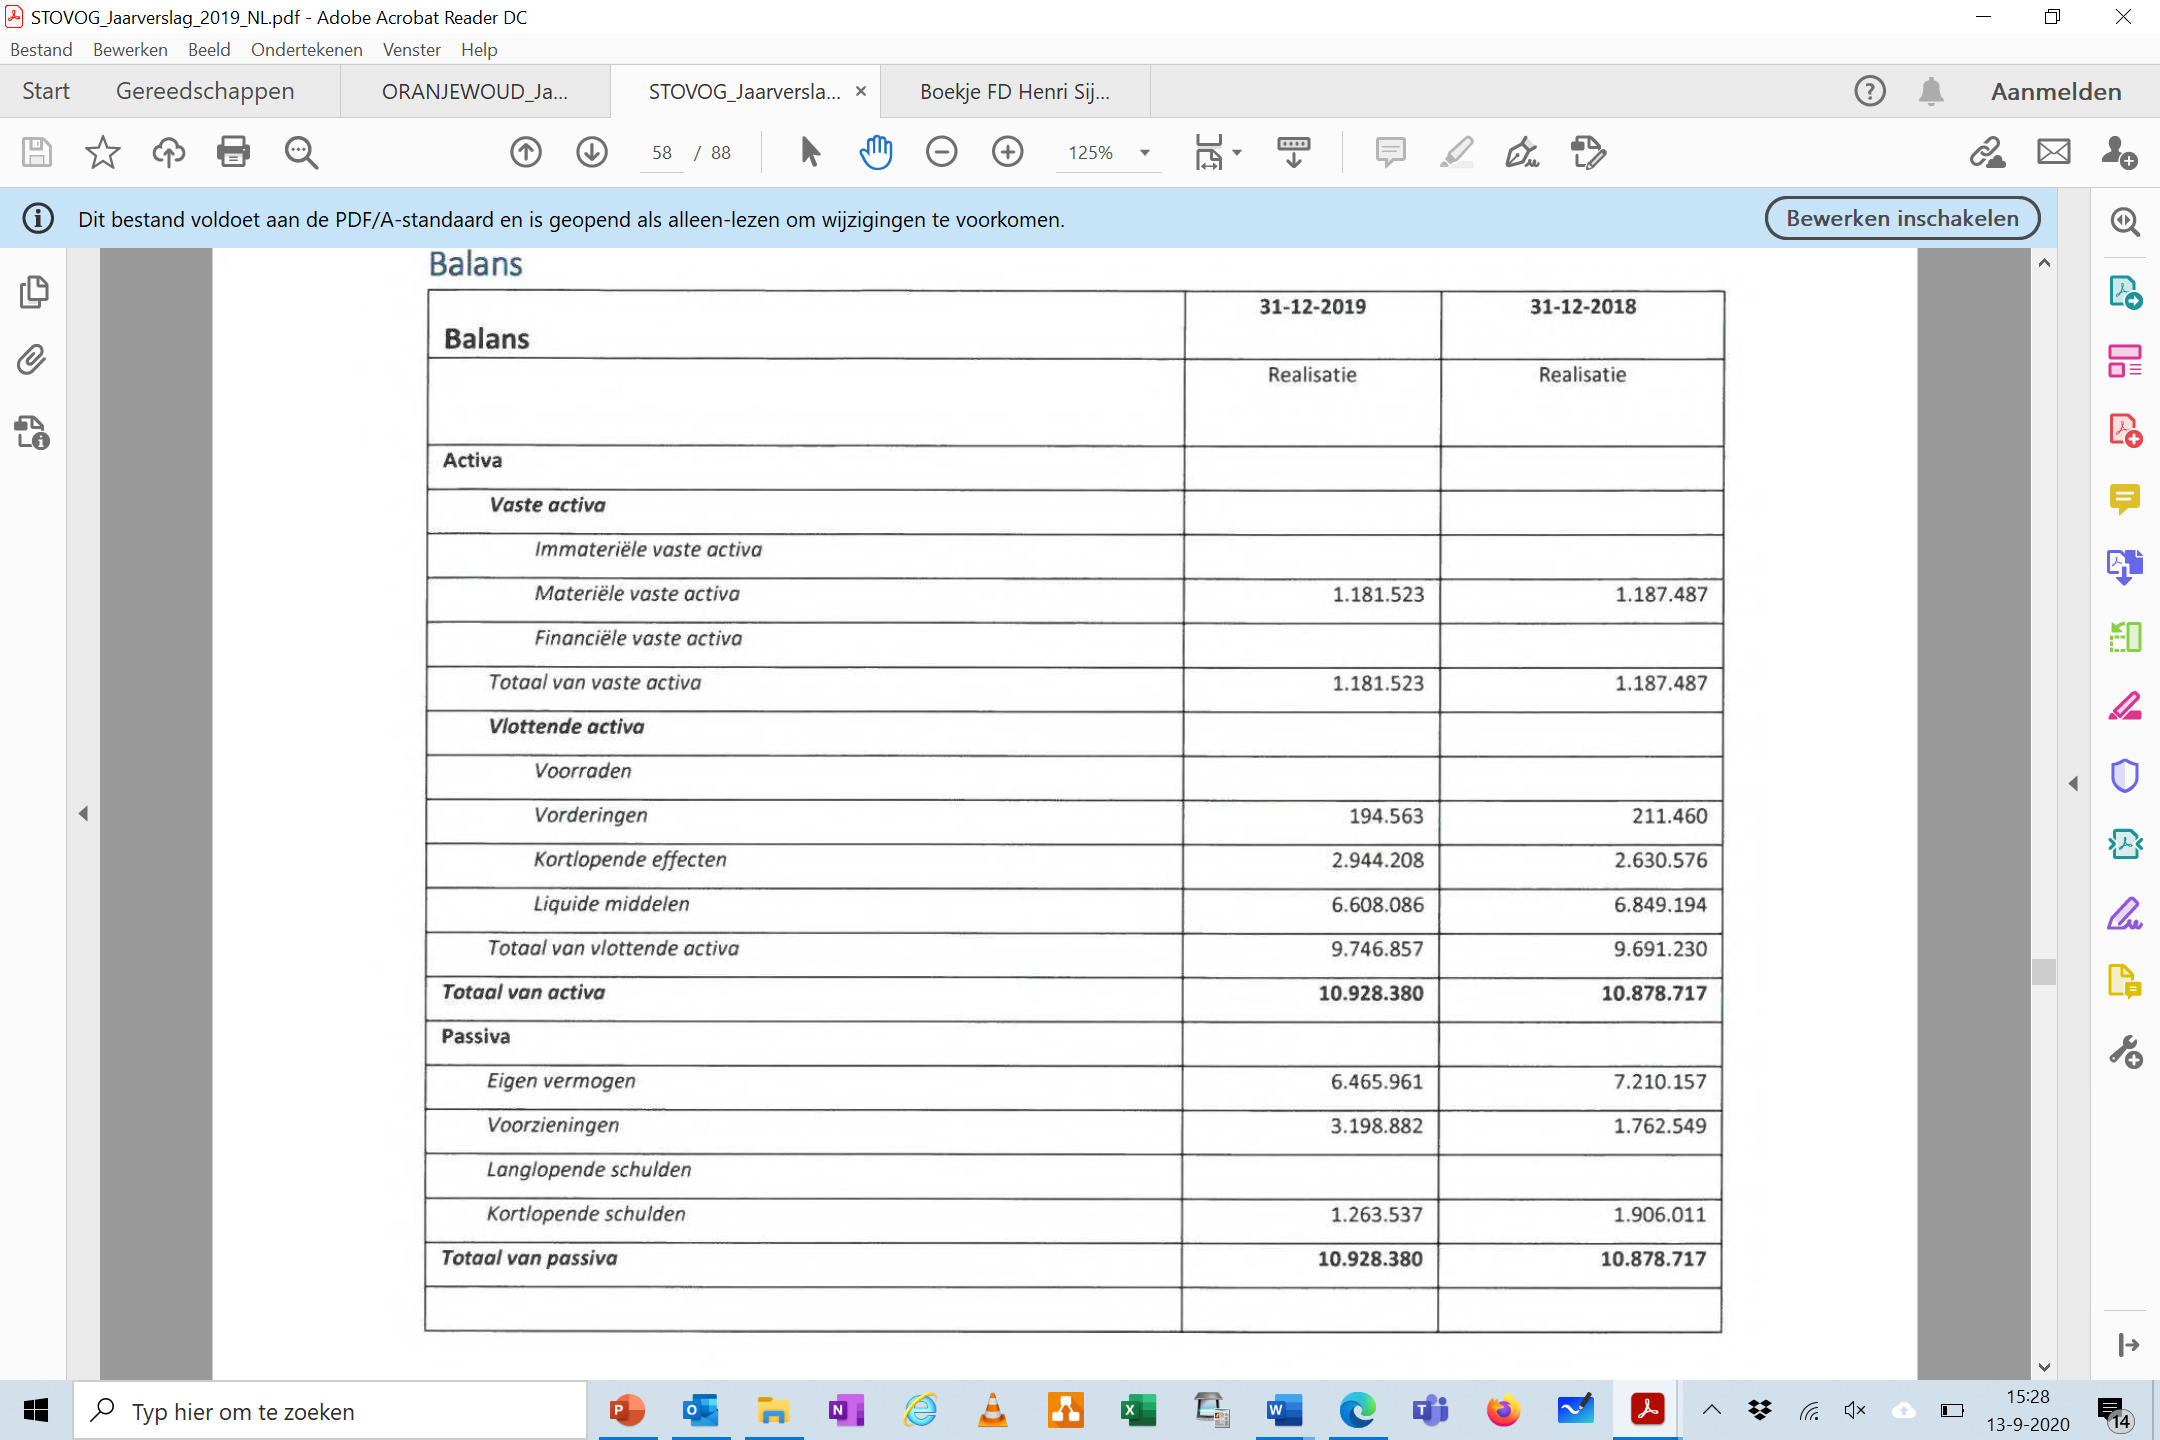 STOVOG_Jaarverslag_2019_NL.pdf - Adobe Acrobat Reader DC
Bestand Bewerken Beeld Ondertekenen Venster Help
Start Gereedschappen ORANJEWOUD_Ja... STOVOG_Jaarversla... × Boekje FD Henri Sij... Aanmelden
58 / 88 125%
Dit bestand voldoet aan de PDF/A-standaard en is geopend als alleen-lezen om wijzigingen te voorkomen. Bewerken inschakelen
Balans
Balans 31-12-2019 31-12-2018
Realisatie Realisatie
Activa
Vaste activa
Immateriële vaste activa
Materiële vaste activa 1.181.523 1.187.487
Financiële vaste activa
Totaal van vaste activa 1.181.523 1.187.487
Vlottende activa
Voorraden
Vorderingen 194.563 211.460
Kortlopende effecten 2.944.208 2.630.576
Liquide middelen 6.608.086 6.849.194
Totaal van vlottende activa 9.746.857 9.691.230
Totaal van activa 10.928.380 10.878.717
Passiva
Eigen vermogen 6.465.961 7.210.157
Voorzieningen 3.198.882 1.762.549
Langlopende schulden
Kortlopende schulden 1.263.537 1.906.011
Totaal van passiva 10.928.380 10.878.717
Typ hier om te zoeken
15:28
13-9-2020
14